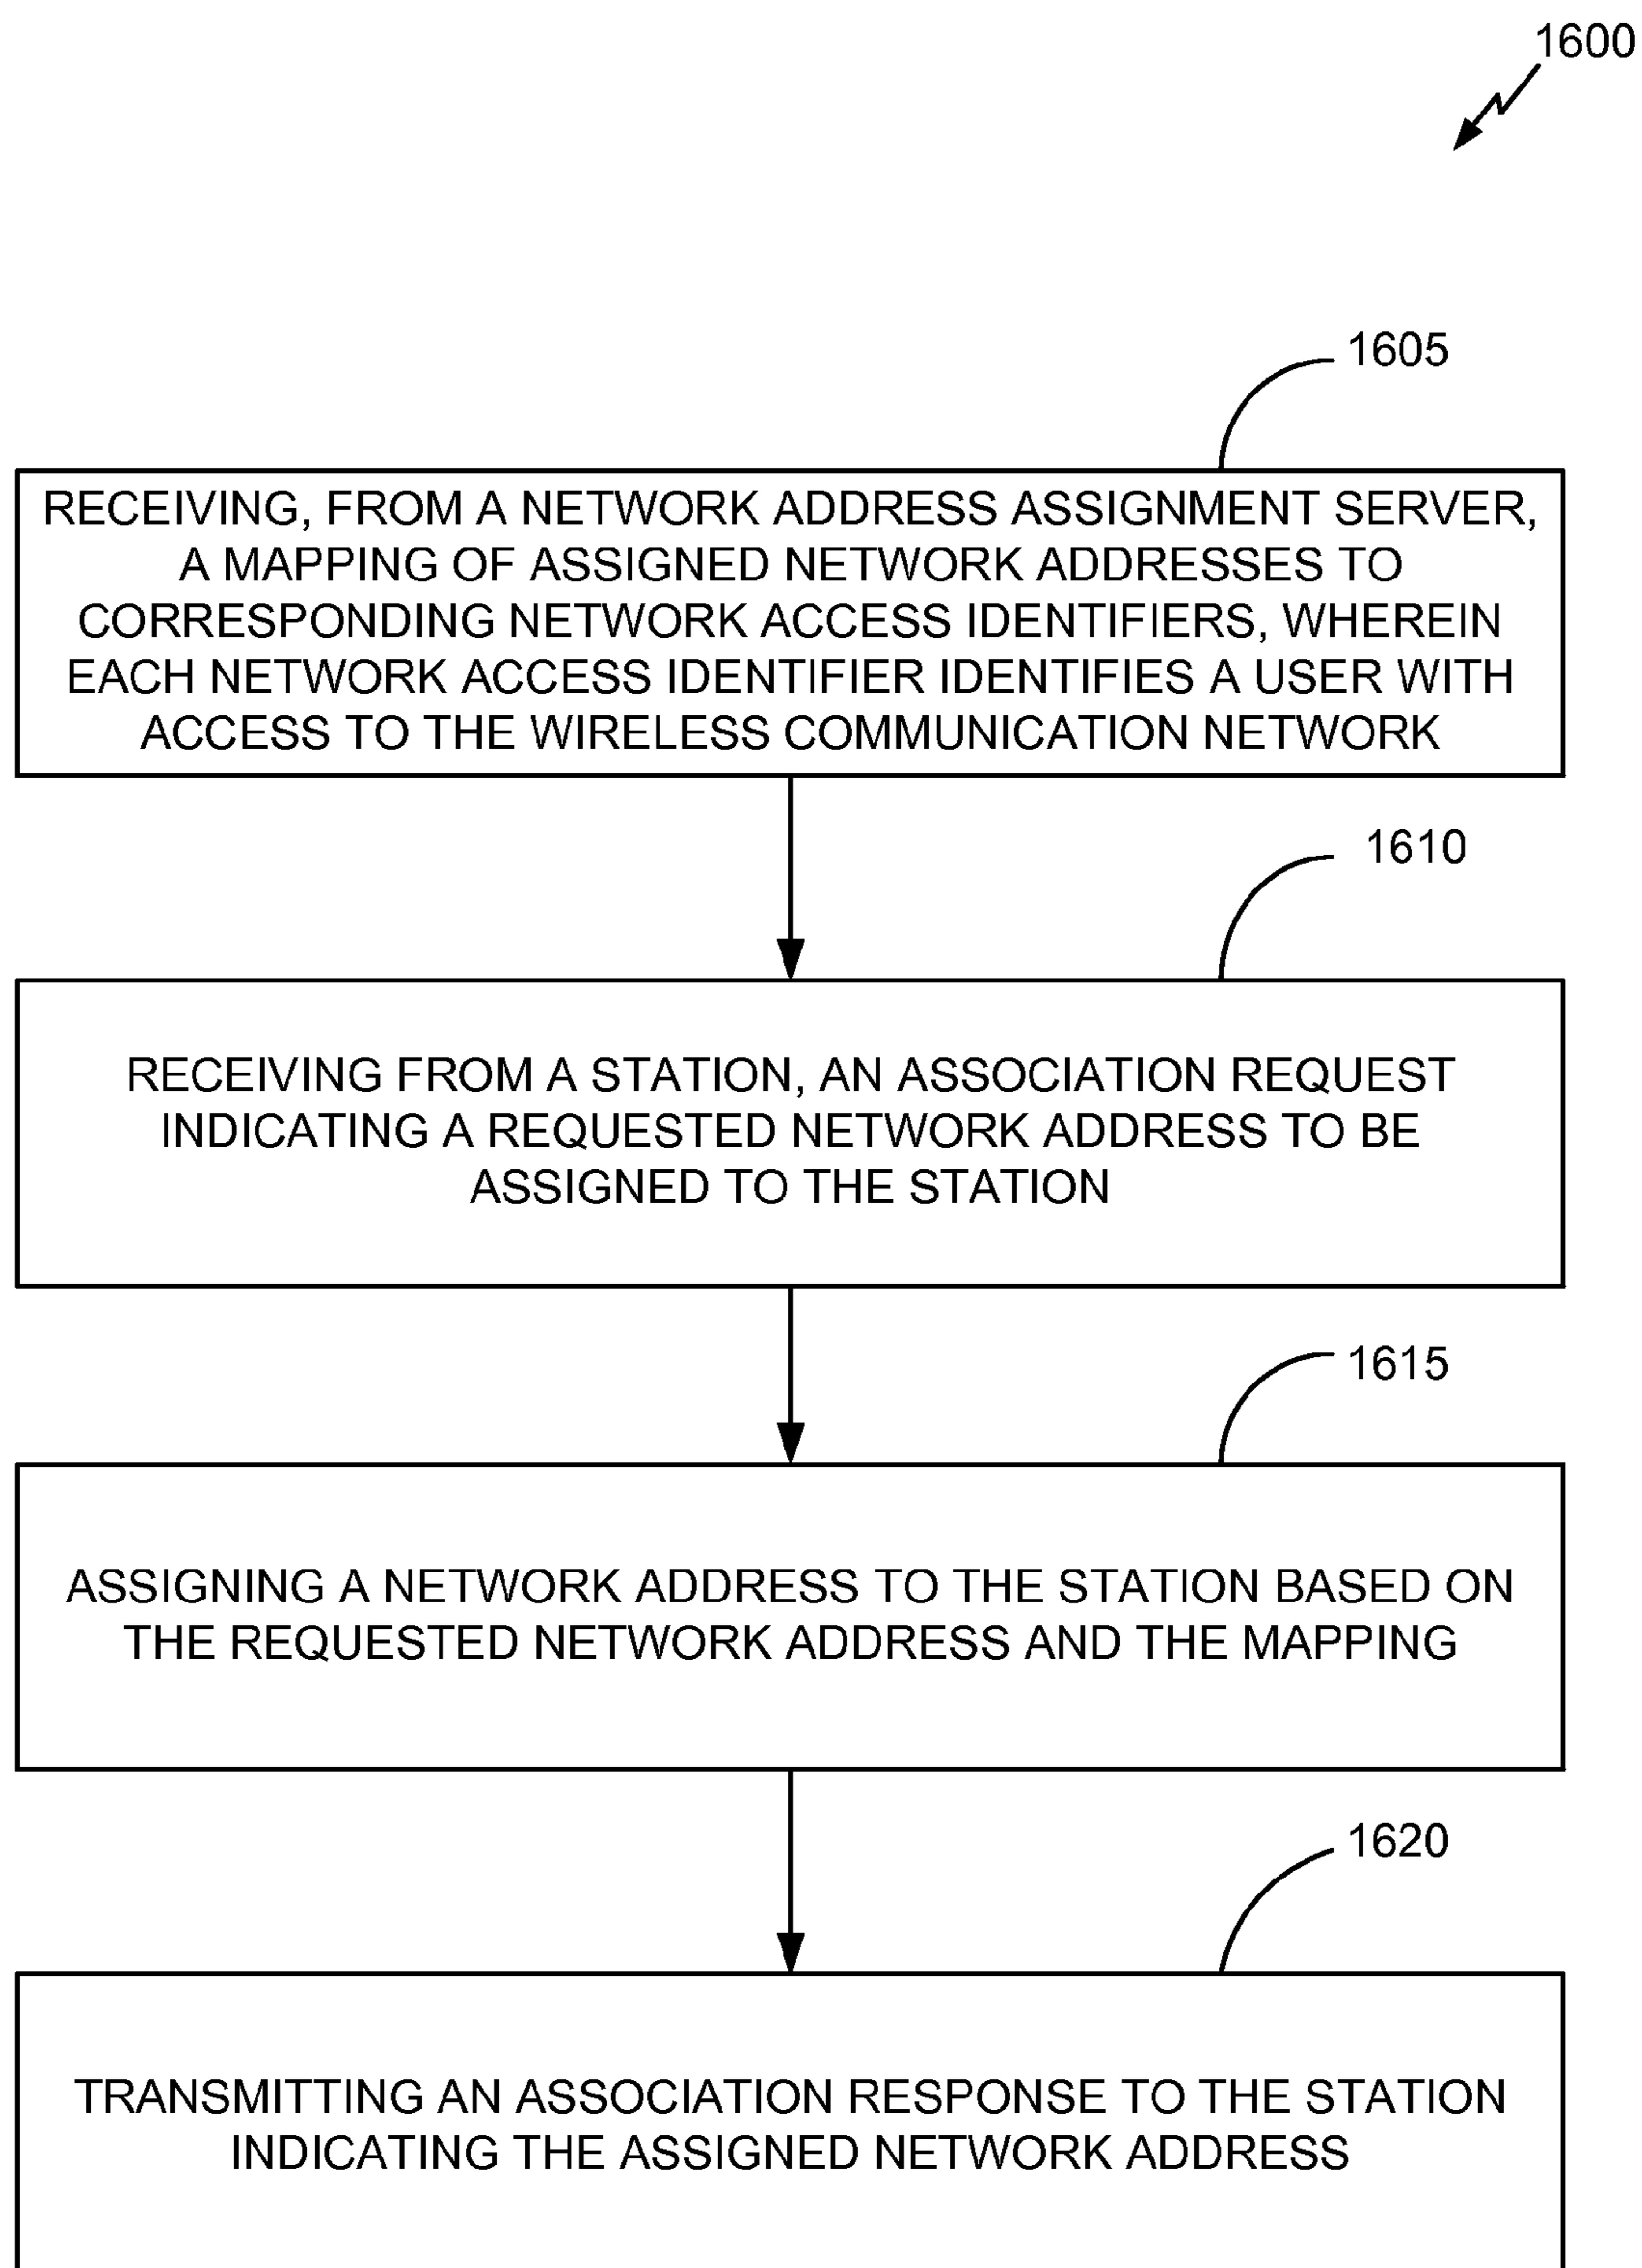 1600
1605
RECEIVING, FROM A NETWORK ADDRESS ASSIGNMENT SERVER,
A MAPPING OF ASSIGNED NETWORK ADDRESSES TO
CORRESPONDING NETWORK ACCESS IDENTIFIERS, WHEREIN
EACH NETWORK ACCESS IDENTIFIER IDENTIFIES A USER WITH
ACCESS TO THE WIRELESS COMMUNICATION NETWORK
1610
RECEIVING FROM A STATION, AN ASSOCIATION REQUEST
INDICATING A REQUESTED NETWORK ADDRESS TO BE
ASSIGNED TO THE STATION
1615
ASSIGNING A NETWORK ADDRESS TO THE STATION BASED ON
THE REQUESTED NETWORK ADDRESS AND THE MAPPING
1620
TRANSMITTING AN ASSOCIATION RESPONSE TO THE STATION
INDICATING THE ASSIGNED NETWORK ADDRESS